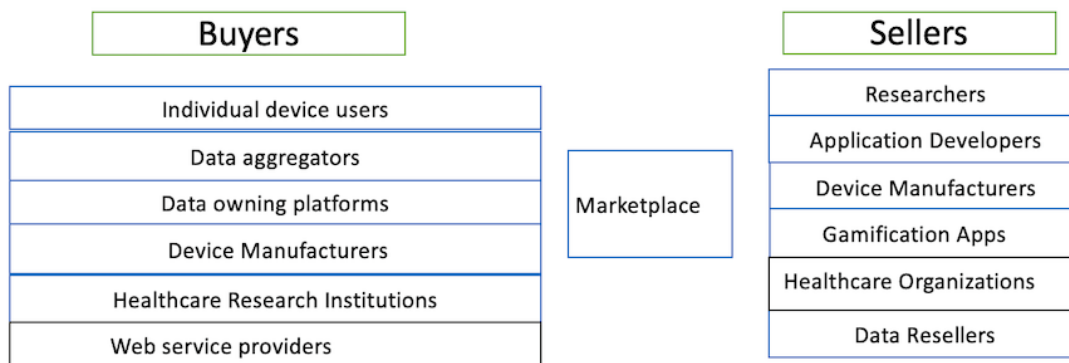 Buyers
Individual device users
Data aggregators
Data owning platforms
Device Manufacturers
Healthcare Research Institutions
Web service providers
Marketplace
Sellers
Researchers
Application Developers
Device Manufacturers
Gamification Apps
Healthcare Organizations
Data Resellers